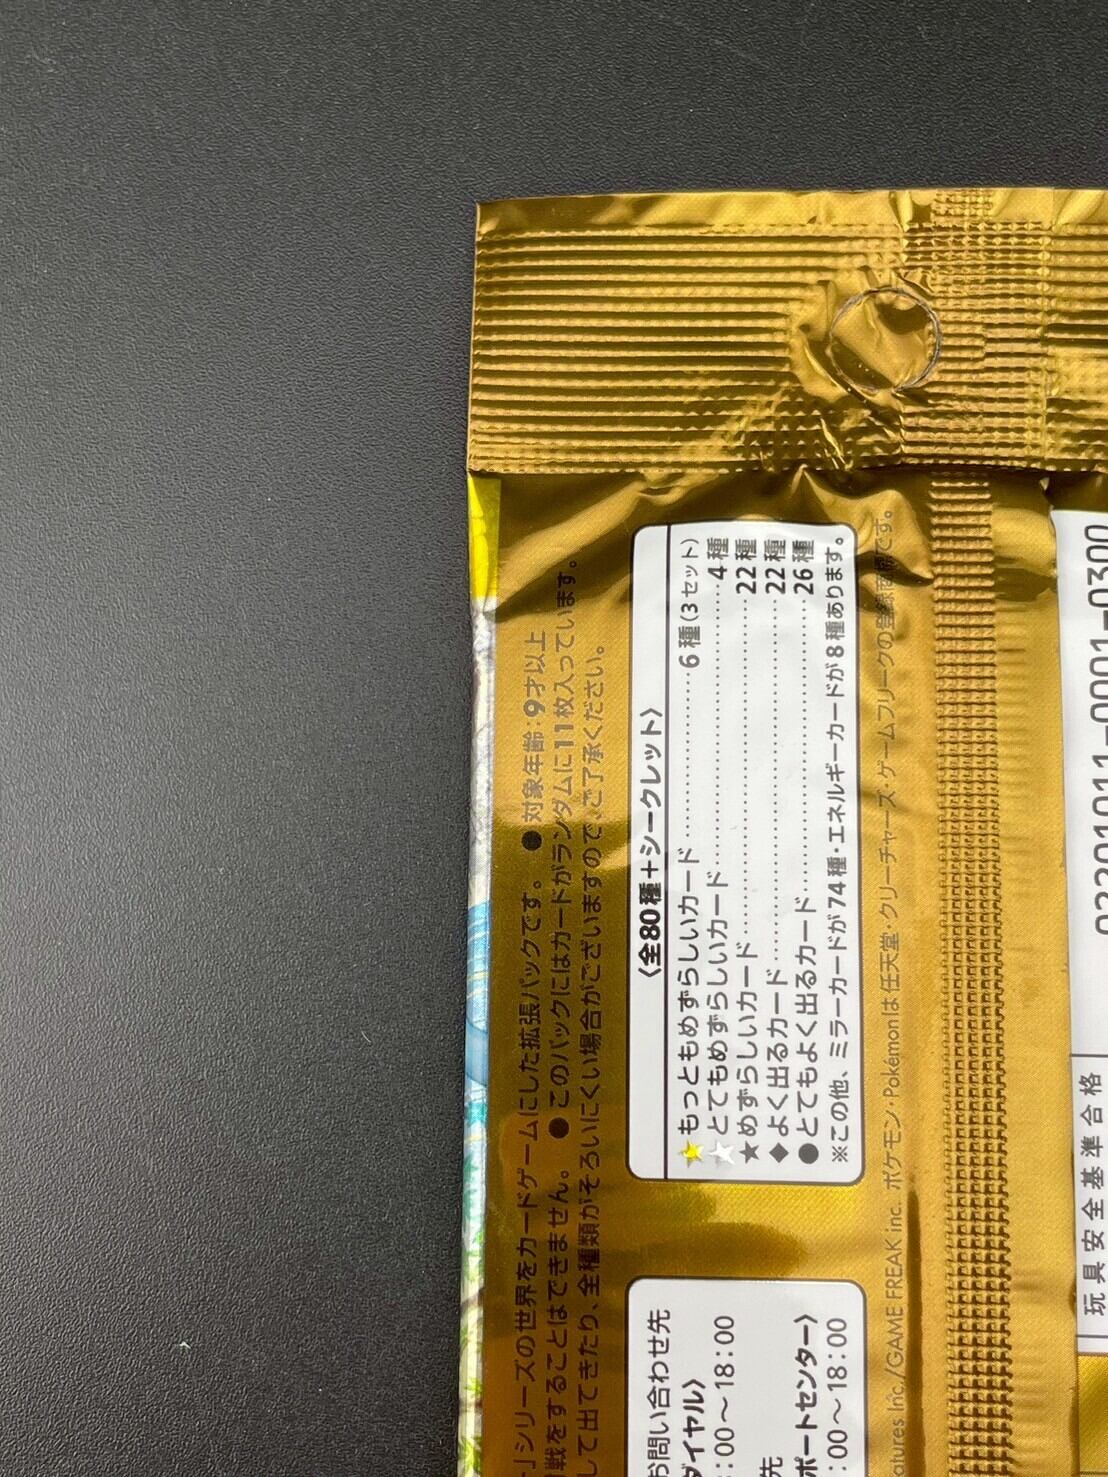 」シリーズの世界をカードゲームにした拡張パックです。 ●対象年齢:9才以上
戦をすることはできません。 ●このパックにはカードがランダムに11枚入っています。
して出てきたり、全種類がそろいにくい場合がございますので、ご了承ください。
〈全80種+シークレット〉
★もっともめずらしいカード…………6種(3セット)
★とてもめずらしいカード…………4種
★めずらしいカード…………22種
◆よく出るカード…………22種
●とてもよく出るカード…………26種
※この他、ミラーカードが74種・エネルギーカードが8種あります。
お問い合わせ先
ダイヤル〉
:00～18:00
先
ポートセンター〉
:00～18:00
atures Inc./GAME FREAK inc. ポケモン・Pokémonは任天堂・クリーチャーズ・ゲームフリークの登録商標です。
玩具安全基準合格
02201011-0001-0300